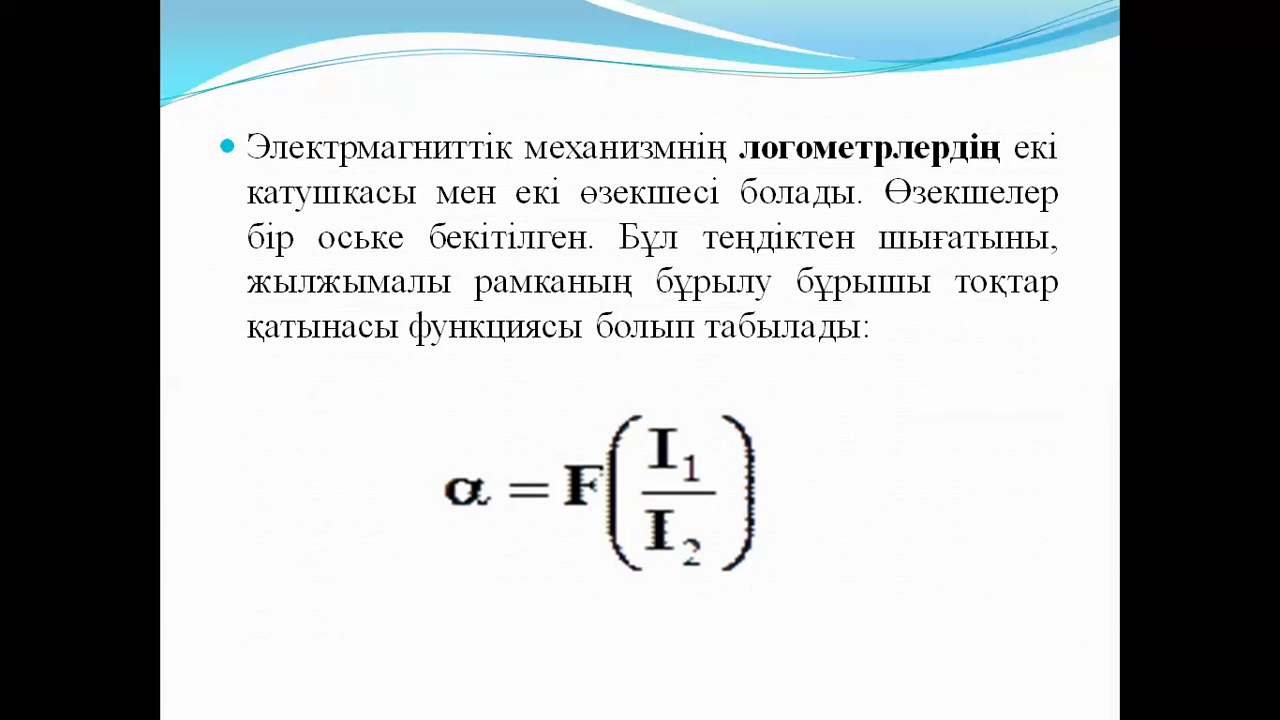 Электрмагниттік механизмнің логометрлердің екі
катушкасы мен екі өзекшесі болады. Өзекшелер
бір оське бекітілген. Бұл теңдіктен шығатыны,
жылжымалы рамканың бұрылу бұрышы тоқтар
қатынасы функциясы болып табылады:
α = F(I₁/I₂)